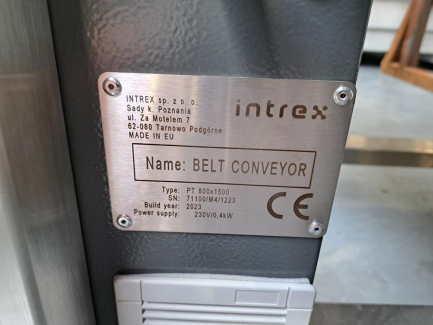 INTREX sp. z o. o.
Sady k. Poznania
ul. Za Motelem 7
62-080 Tarnowo Podgórne
MADE IN EU
intrex
Name: BELT CONVEYOR
Type: PT 800x1500
SN: 71100/M4/1223
Build year: 2023
Power supply: 230V/0,4kW
CE